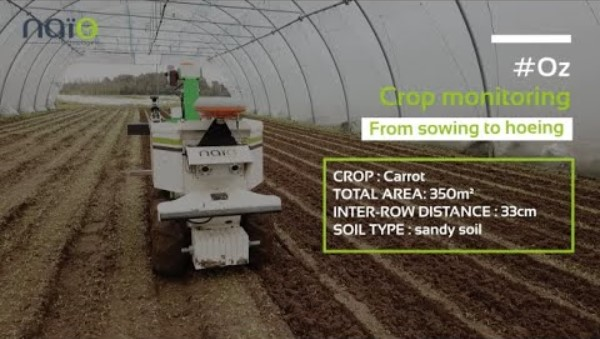 naïo
#Oz
Crop monitoring
From sowing to hoeing
CROP : Carrot
TOTAL AREA: 350m²
INTER-ROW DISTANCE : 33cm
SOIL TYPE : sandy soil
naïo